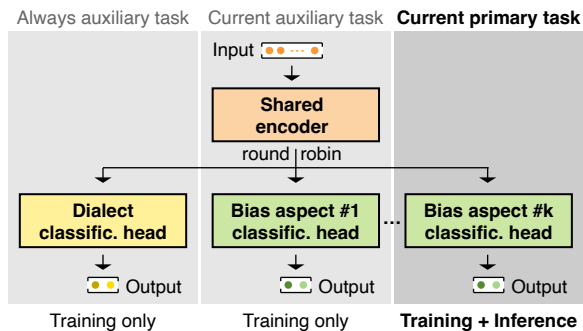 Always auxiliary task
Current auxiliary task
Current primary task
Input
Shared
encoder
round robin
Dialect
classific. head
Bias aspect #1
classific. head
...
Bias aspect #k
classific. head
Output
Output
Output
Training only
Training only
Training + Inference